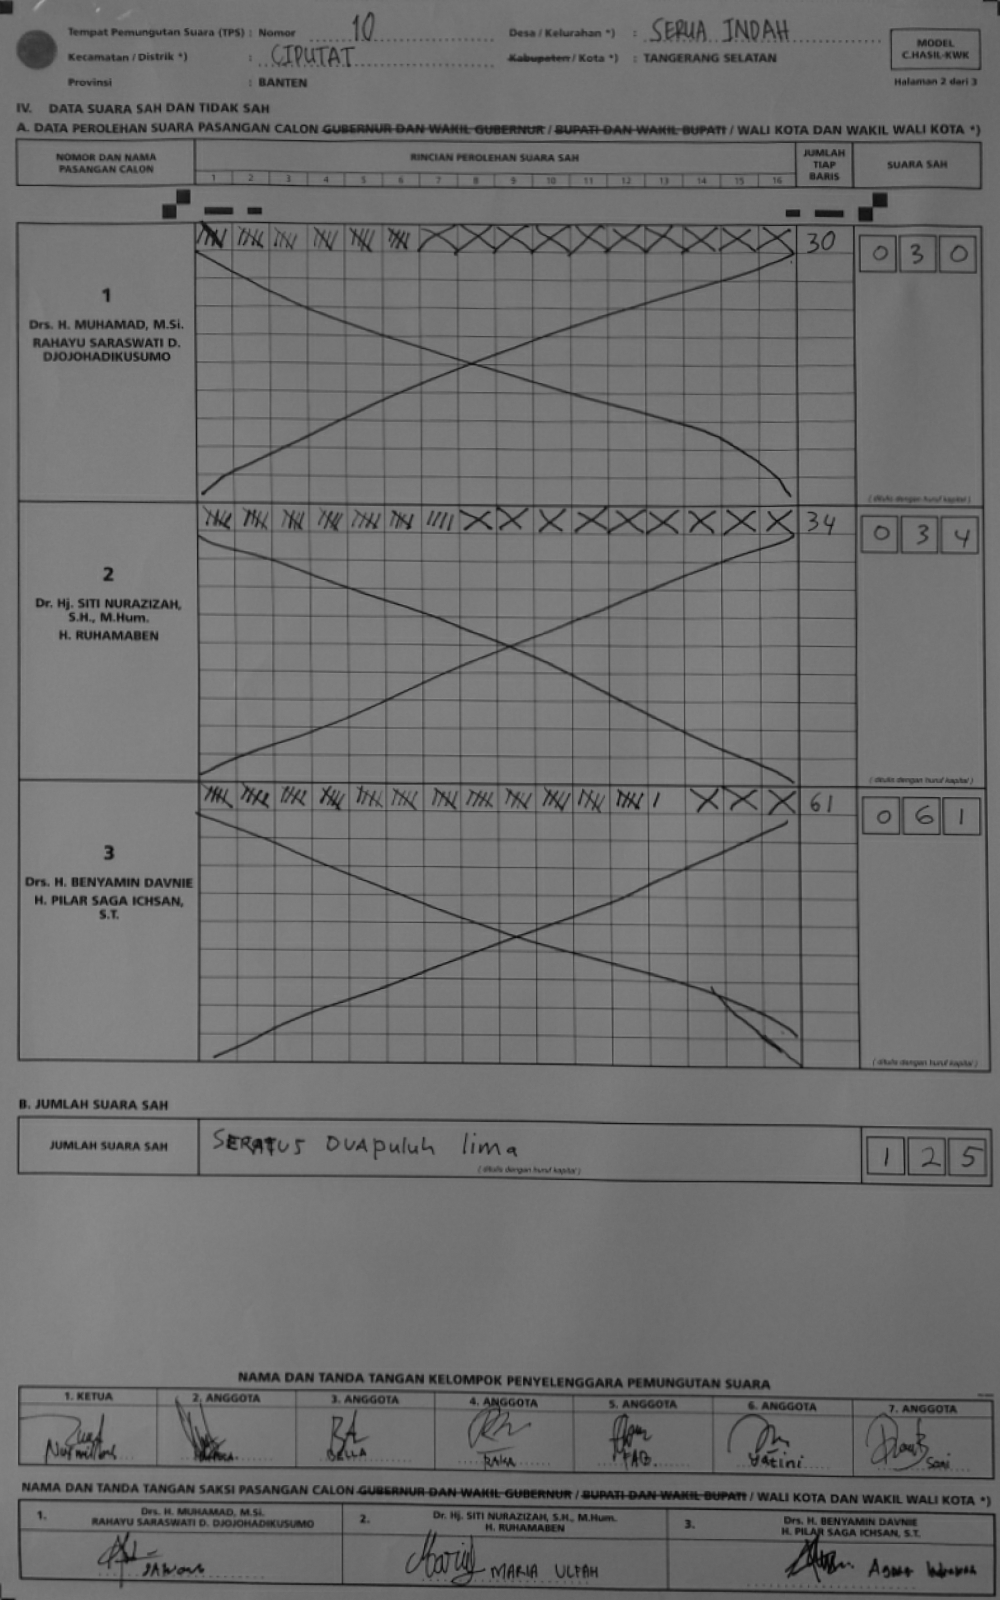 Tempat Pemungutan Suara (TPS) : Nomor 10 Desa / Kelurahan *) : SERUA INDAH
Kecamatan / Distrik *) : CIPUTAT Kabupaten / Kota *) : TANGERANG SELATAN
Provinsi : BANTEN
MODEL
C.HASIL-KWK
Halaman 2 dari 3
IV. DATA SUARA SAH DAN TIDAK SAH
A. DATA PEROLEHAN SUARA PASANGAN CALON GUBERNUR DAN WAKIL GUBERNUR / BUPATI DAN WAKIL BUPATI / WALI KOTA DAN WAKIL WALI KOTA *)
NOMOR DAN NAMA PASANGAN CALON
RINCIAN PEROLEHAN SUARA SAH
JUMLAH TIAP BARIS
SUARA SAH
1 2 3 4 5 6 7 8 9 10 11 12 13 14 15 16
30
0 3 0
1
Drs. H. MUHAMAD, M.Si.
RAHAYU SARASWATI D.
DJOJOHADIKUSUMO
(ditulis dengan huruf kapital)
34
0 3 4
2
Dr. Hj. SITI NURAZIZAH,
S.H., M.Hum.
H. RUHAMABEN
(ditulis dengan huruf kapital)
61
0 6 1
3
Drs. H. BENYAMIN DAVNIE
H. PILAR SAGA ICHSAN,
S.T.
(ditulis dengan huruf kapital)
B. JUMLAH SUARA SAH
JUMLAH SUARA SAH SERATUS DUApuluh lima 1 2 5
(ditulis dengan huruf kapital)
NAMA DAN TANDA TANGAN KELOMPOK PENYELENGGARA PEMUNGUTAN SUARA
1. KETUA 2. ANGGOTA 3. ANGGOTA 4. ANGGOTA 5. ANGGOTA 6. ANGGOTA 7. ANGGOTA
BELLA Yatini Soni
NAMA DAN TANDA TANGAN SAKSI PASANGAN CALON GUBERNUR DAN WAKIL GUBERNUR / BUPATI DAN WAKIL BUPATI / WALI KOTA DAN WAKIL WALI KOTA *)
1. Drs. H. MUHAMAD, M.Si.
RAHAYU SARASWATI D. DJOJOHADIKUSUMO
2. Dr. Hj. SITI NURAZIZAH, S.H., M.Hum.
H. RUHAMABEN
MARIA ULFAH
3. Drs. H. BENYAMIN DAVNIE
H. PILAR SAGA ICHSAN, S.T.